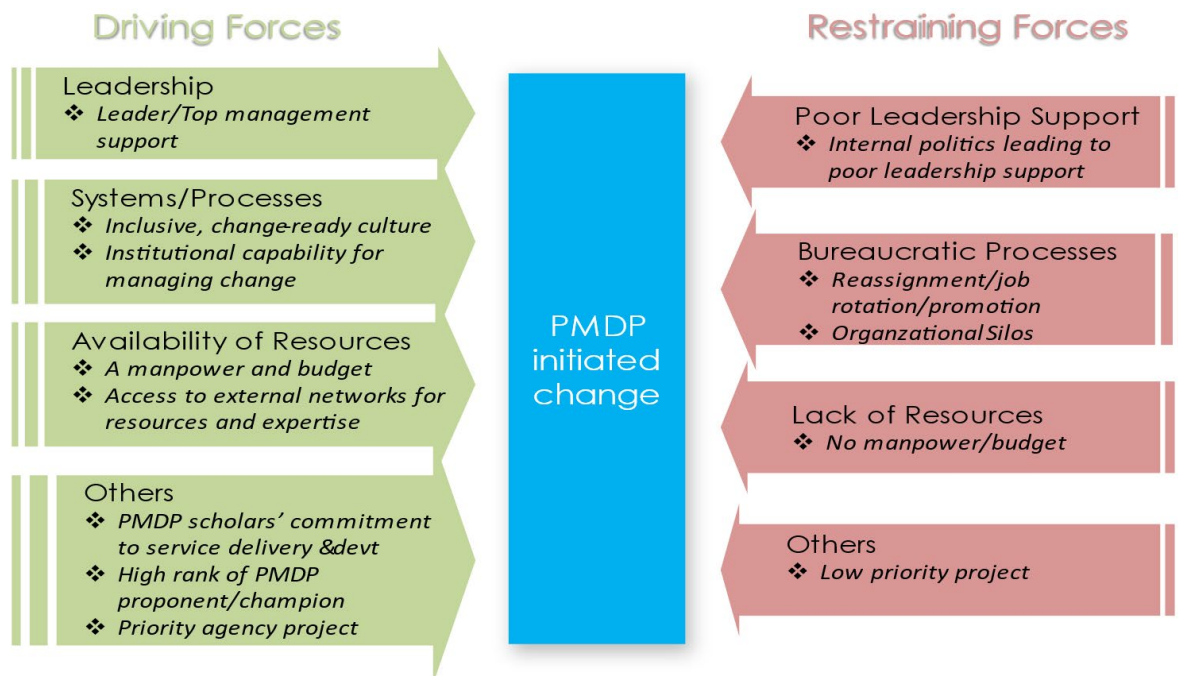 Driving Forces
Leadership
❖ Leader/Top management
support
Systems/Processes
❖ Inclusive, change-ready culture
❖ Institutional capability for
managing change
Availability of Resources
❖ A manpower and budget
❖ Access to external networks for
resources and expertise
Others
❖ PMDP scholars’ commitment
to service delivery &devt
❖ High rank of PMDP
proponent/champion
❖ Priority agency project
PMDP
initiated
change
Restraining Forces
Poor Leadership Support
❖ Internal politics leading to
poor leadership support
Bureaucratic Processes
❖ Reassignment/job
rotation/promotion
❖ Organzational Silos
Lack of Resources
❖ No manpower/budget
Others
❖ Low priority project